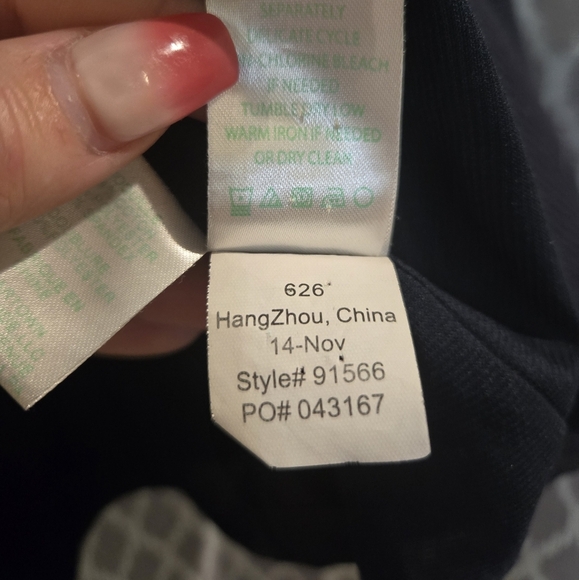 SEPARATELY
DELICATE CYCLE
CHLORINE BLEACH
IF NEEDED
TUMBLE DRY LOW
WARM IRON IF NEEDED
OR DRY CLEAN
626
HangZhou, China
14-Nov
Style# 91566
PO# 043167